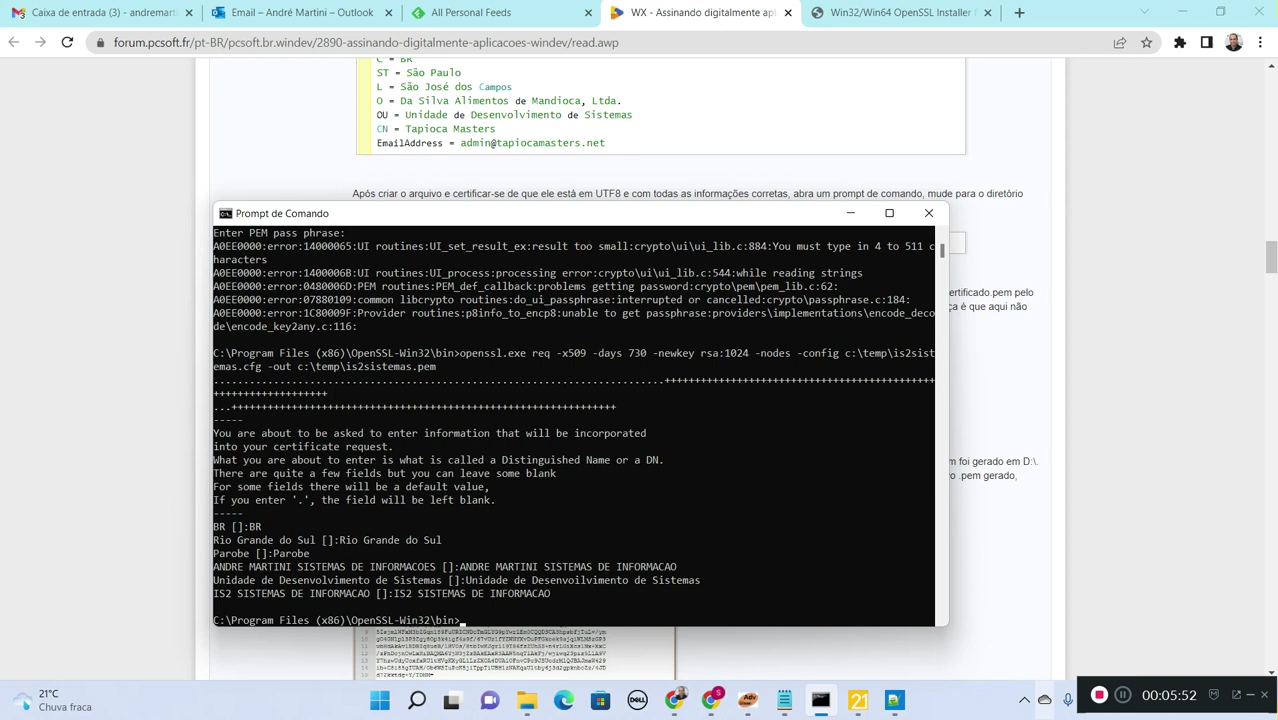 Caixa de entrada (3) - andremart
Email – André Martini – Outlook
All Personal Feeds
WX - Assinando digitalmente apl
Win32/Win64 OpenSSL Installer f
forum.pcsoft.fr/pt-BR/pcsoft.br.windev/2890-assinando-digitalmente-aplicacoes-windev/read.awp
C = BR
ST = São Paulo
L = São José dos Campos
O = Da Silva Alimentos de Mandioca, Ltda.
OU = Unidade de Desenvolvimento de Sistemas
CN = Tapioca Masters
EmailAddress = admin@tapiocamasters.net
Após criar o arquivo e certificar-se de que ele está em UTF8 e com todas as informações corretas, abra um prompt de comando, mude para o diretório
Prompt de Comando
Enter PEM pass phrase:
A0EE0000:error:14000065:UI routines:UI_set_result_ex:result too small:crypto\ui\ui_lib.c:884:You must type in 4 to 511 c
haracters
A0EE0000:error:1400006B:UI routines:UI_process:processing error:crypto\ui\ui_lib.c:544:while reading strings
A0EE0000:error:0480006D:PEM routines:PEM_def_callback:problems getting password:crypto\pem\pem_lib.c:62:
A0EE0000:error:07880109:common libcrypto routines:do_ui_passphrase:interrupted or cancelled:crypto\passphrase.c:184:
A0EE0000:error:1C80009F:Provider routines:p8info_to_encp8:unable to get passphrase:providers\implementations\encode_deco
de\encode_key2any.c:116:
ertificado.pem pelo
ça é que aqui não
C:\Program Files (x86)\OpenSSL-Win32\bin>openssl.exe req -x509 -days 730 -newkey rsa:1024 -nodes -config c:\temp\is2sist
emas.cfg -out c:\temp\is2sistemas.pem
.....................................................................+++++++++++++++++++++++++++++++++++++++++++++
+++++++++++++++++++
...++++++++++++++++++++++++++++++++++++++++++++++++++++++++++++++++
-----
You are about to be asked to enter information that will be incorporated
into your certificate request.
What you are about to enter is what is called a Distinguished Name or a DN.
There are quite a few fields but you can leave some blank
For some fields there will be a default value,
If you enter '.', the field will be left blank.
-----
m foi gerado em D:\.
o .pem gerado,
BR []:BR
Rio Grande do Sul []:Rio Grande do Sul
Parobe []:Parobe
ANDRE MARTINI SISTEMAS DE INFORMACOES []:ANDRE MARTINI SISTEMAS DE INFORMACAO
Unidade de Desenvolvimento de Sistemas []:Unidade de Desenvoilvimento de Sistemas
IS2 SISTEMAS DE INFORMACAO []:IS2 SISTEMAS DE INFORMACAO
C:\Program Files (x86)\OpenSSL-Win32\bin>
21°C
Chuva fraca
DELL
Adv
21
00:05:52